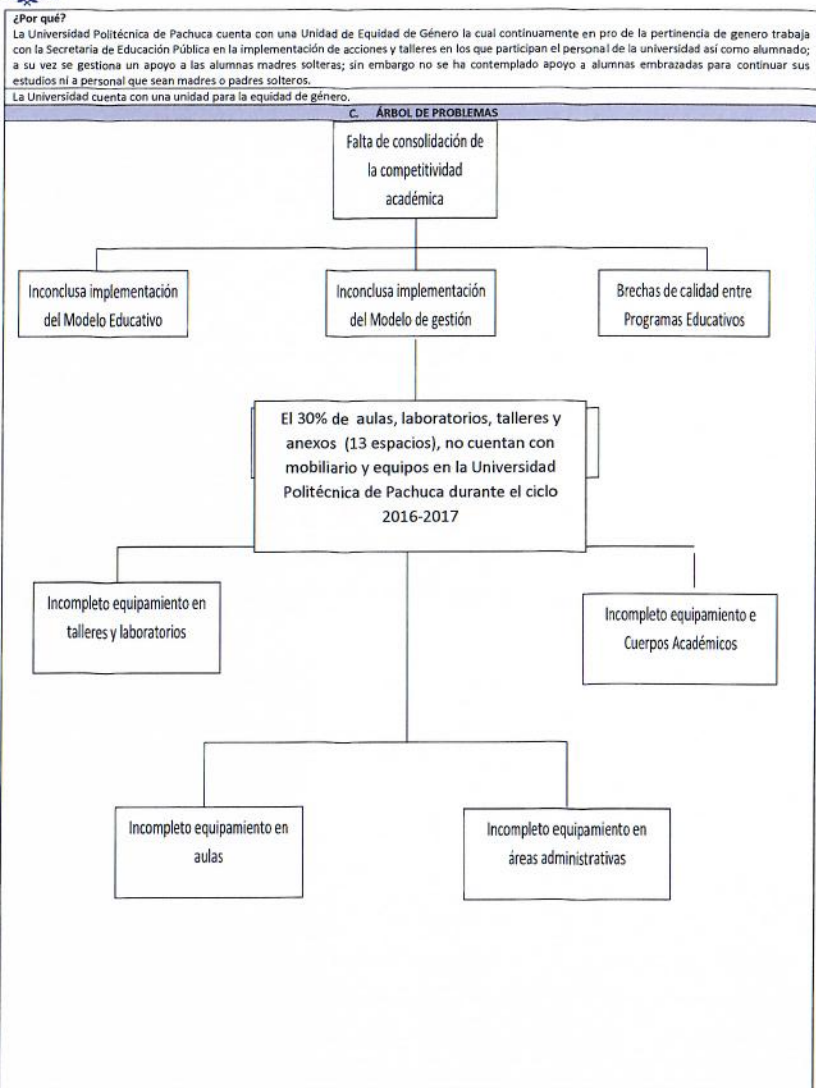 ¿Por qué?
La Universidad Politécnica de Pachuca cuenta con una Unidad de Equidad de Género la cual continuamente en pro de la pertinencia de genero trabaja
con la Secretaria de Educación Pública en la implementación de acciones y talleres en los que participan el personal de la universidad así como alumnado;
a su vez se gestiona un apoyo a las alumnas madres solteras; sin embargo no se ha contemplado apoyo a alumnas embrazadas para continuar sus
estudios ni a personal que sean madres o padres solteros.
La Universidad cuenta con una unidad para la equidad de género.
C. ÁRBOL DE PROBLEMAS
Falta de consolidación de
la competitividad
académica
Inconclusa implementación
del Modelo Educativo
Inconclusa implementación
del Modelo de gestión
Brechas de calidad entre
Programas Educativos
El 30% de aulas, laboratorios, talleres y
anexos (13 espacios), no cuentan con
mobiliario y equipos en la Universidad
Politécnica de Pachuca durante el ciclo
2016-2017
Incompleto equipamiento en
talleres y laboratorios
Incompleto equipamiento e
Cuerpos Académicos
Incompleto equipamiento en
aulas
Incompleto equipamiento en
áreas administrativas